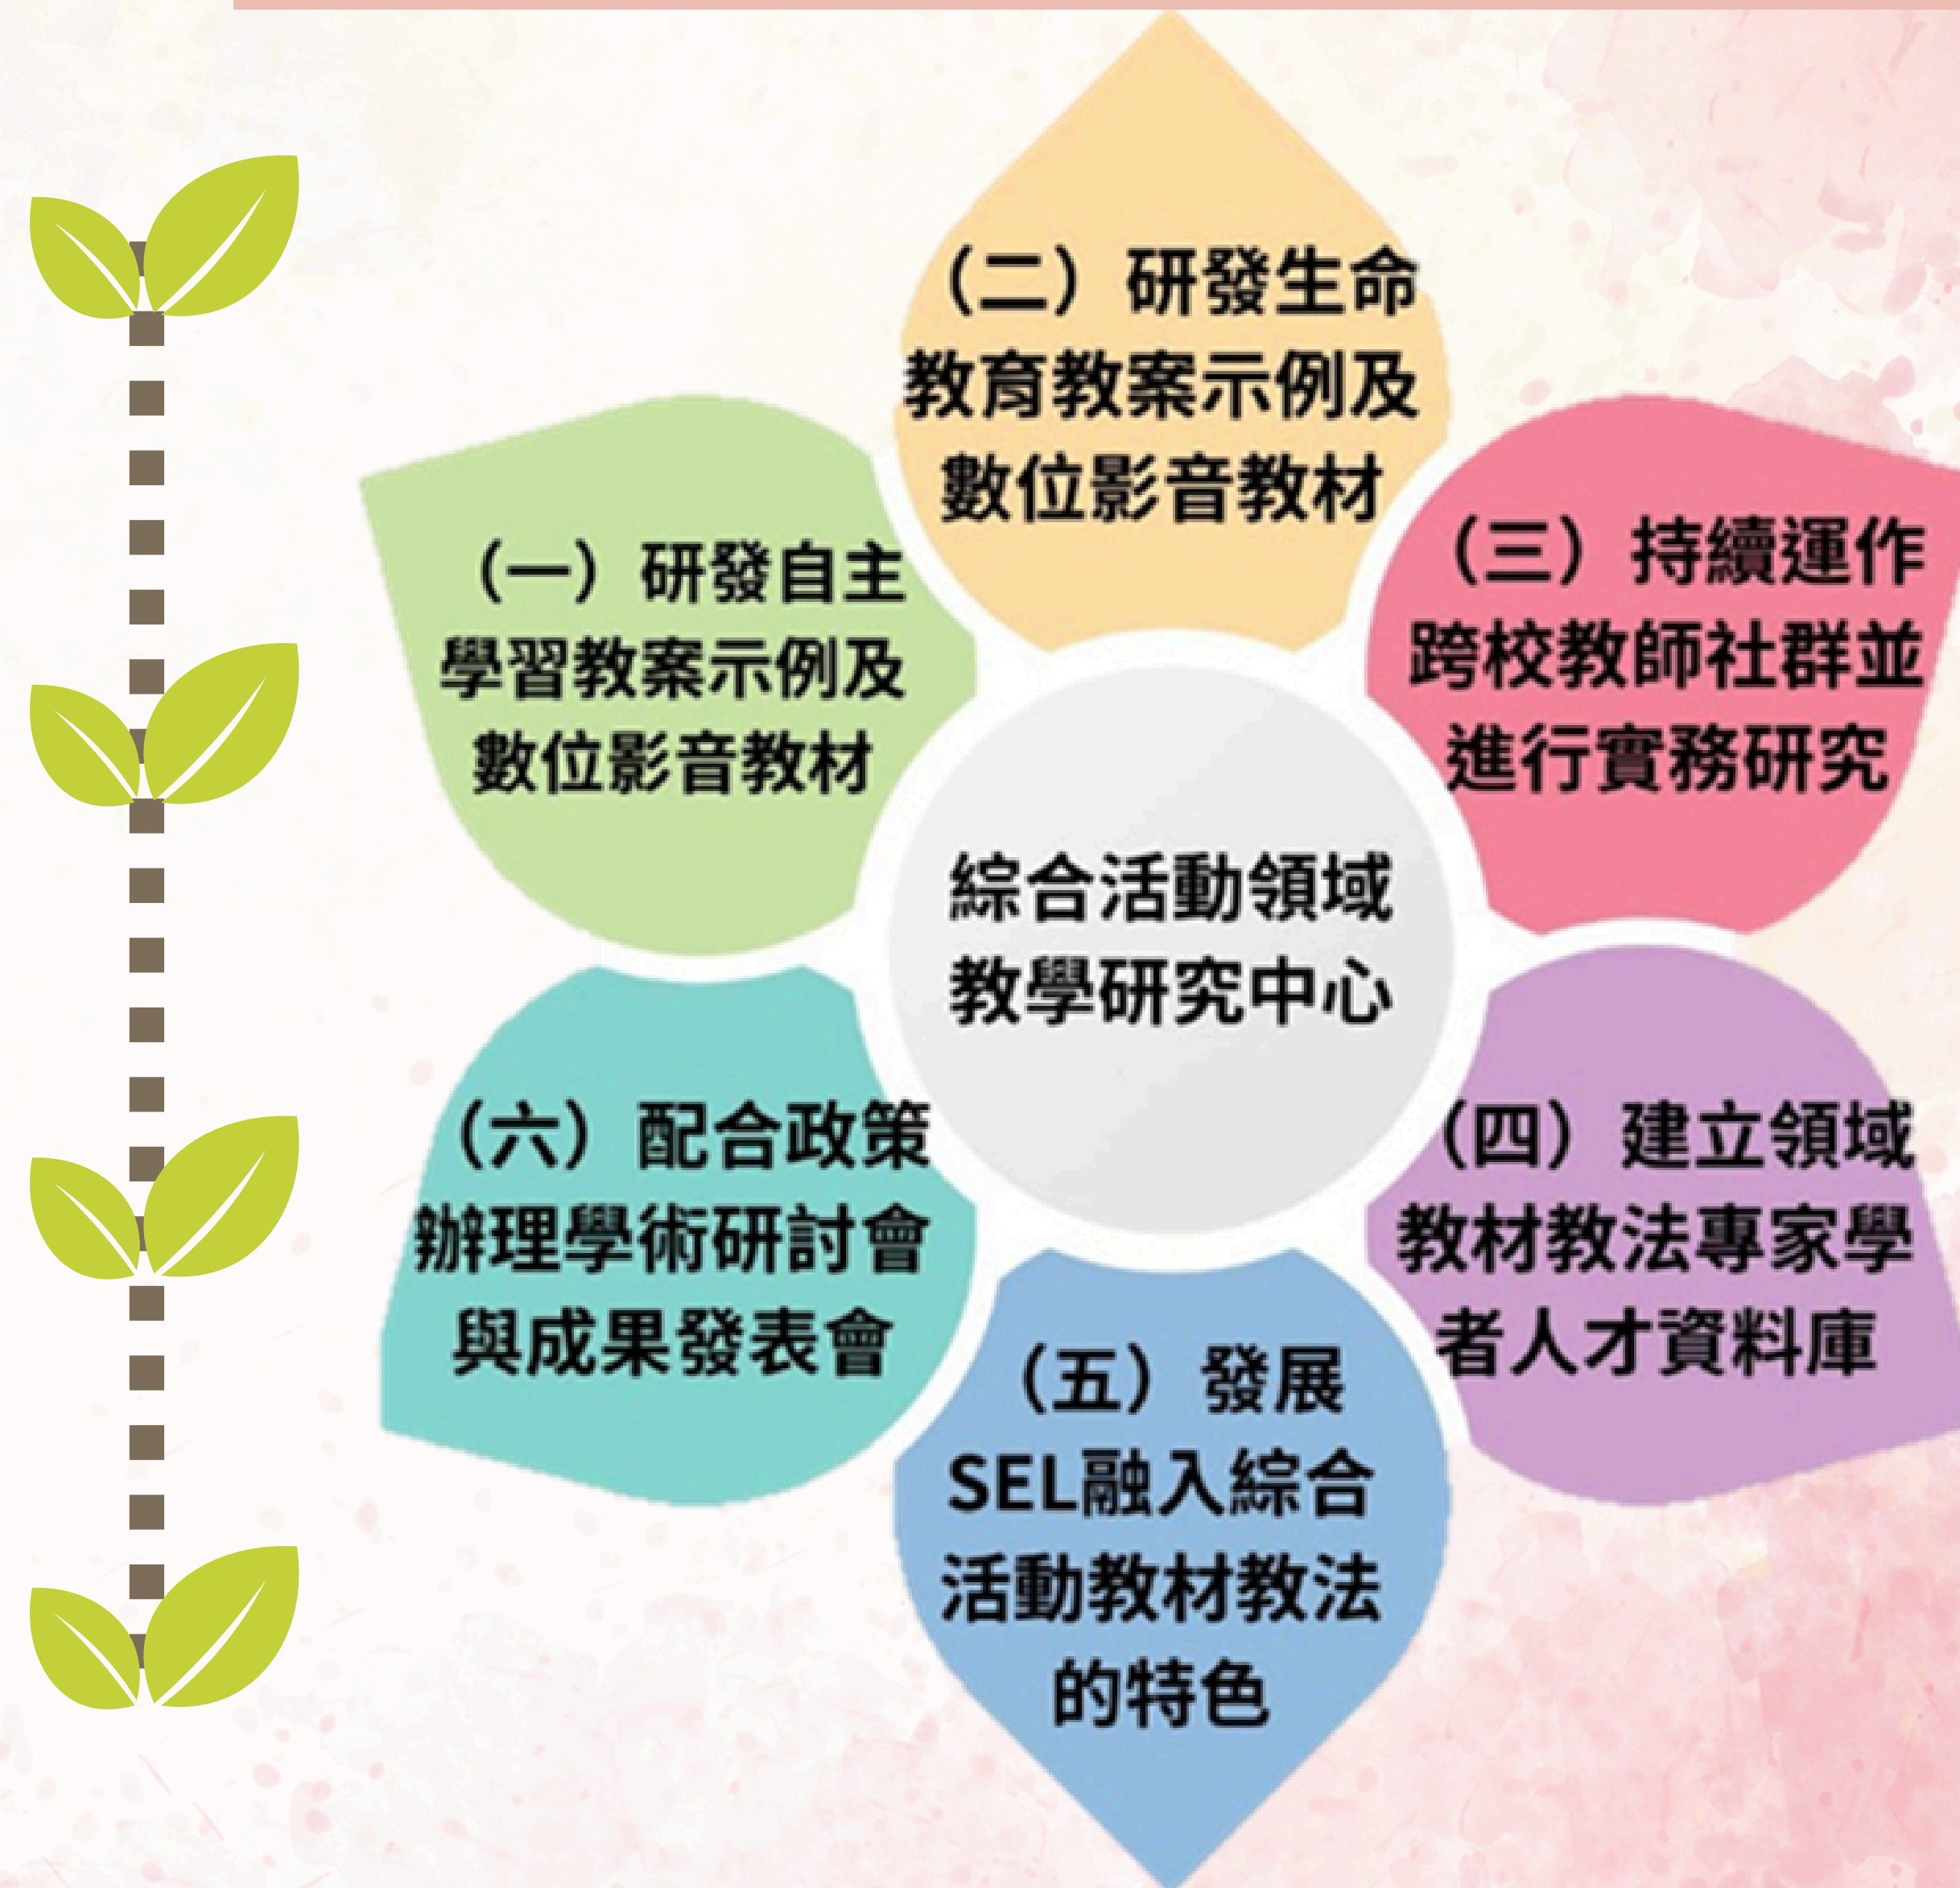 （一）研發自主
學習教案示例及
數位影音教材
（二）研發生命
教育教案示例及
數位影音教材
（三）持續運作
跨校教師社群並
進行實務研究
（四）建立領域
教材教法專家學
者人才資料庫
（五）發展
SEL融入綜合
活動教材教法
的特色
（六）配合政策
辦理學術研討會
與成果發表會
綜合活動領域
教學研究中心